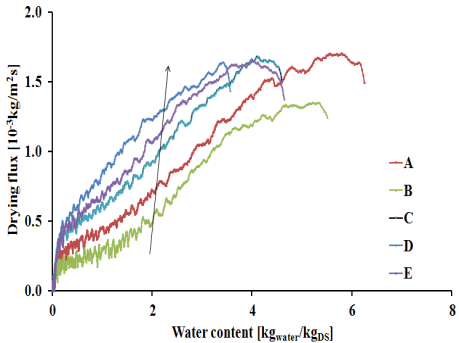 2.0
1.5
1.0
0.5
0.0
Drying flux [10⁻³kg/m²s]
0
2
4
6
8
Water content [kgwater/kgDS]
A
B
C
D
E